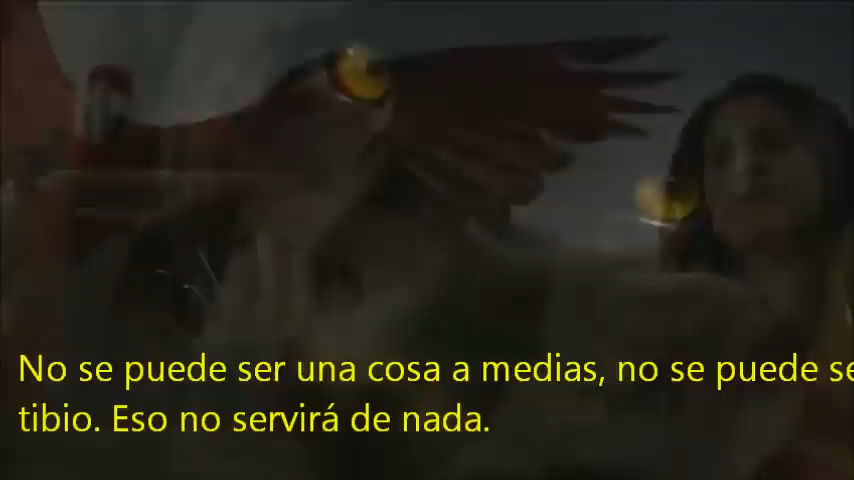 No se puede ser una cosa a medias, no se puede se
tibio. Eso no servirá de nada.